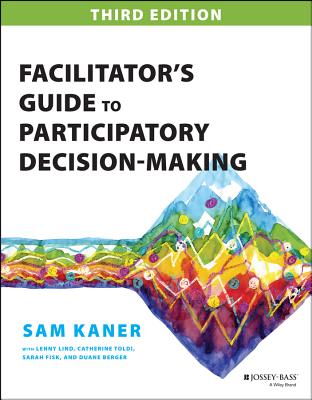 THIRD EDITION
FACILITATOR'S
GUIDE TO
PARTICIPATORY
DECISION-MAKING
SAM KANER
WITH LENNY LIND, CATHERINE TOLDI,
SARAH FISK, AND DUANE BERGER
JOSSEY-BASS
A Wiley Brand